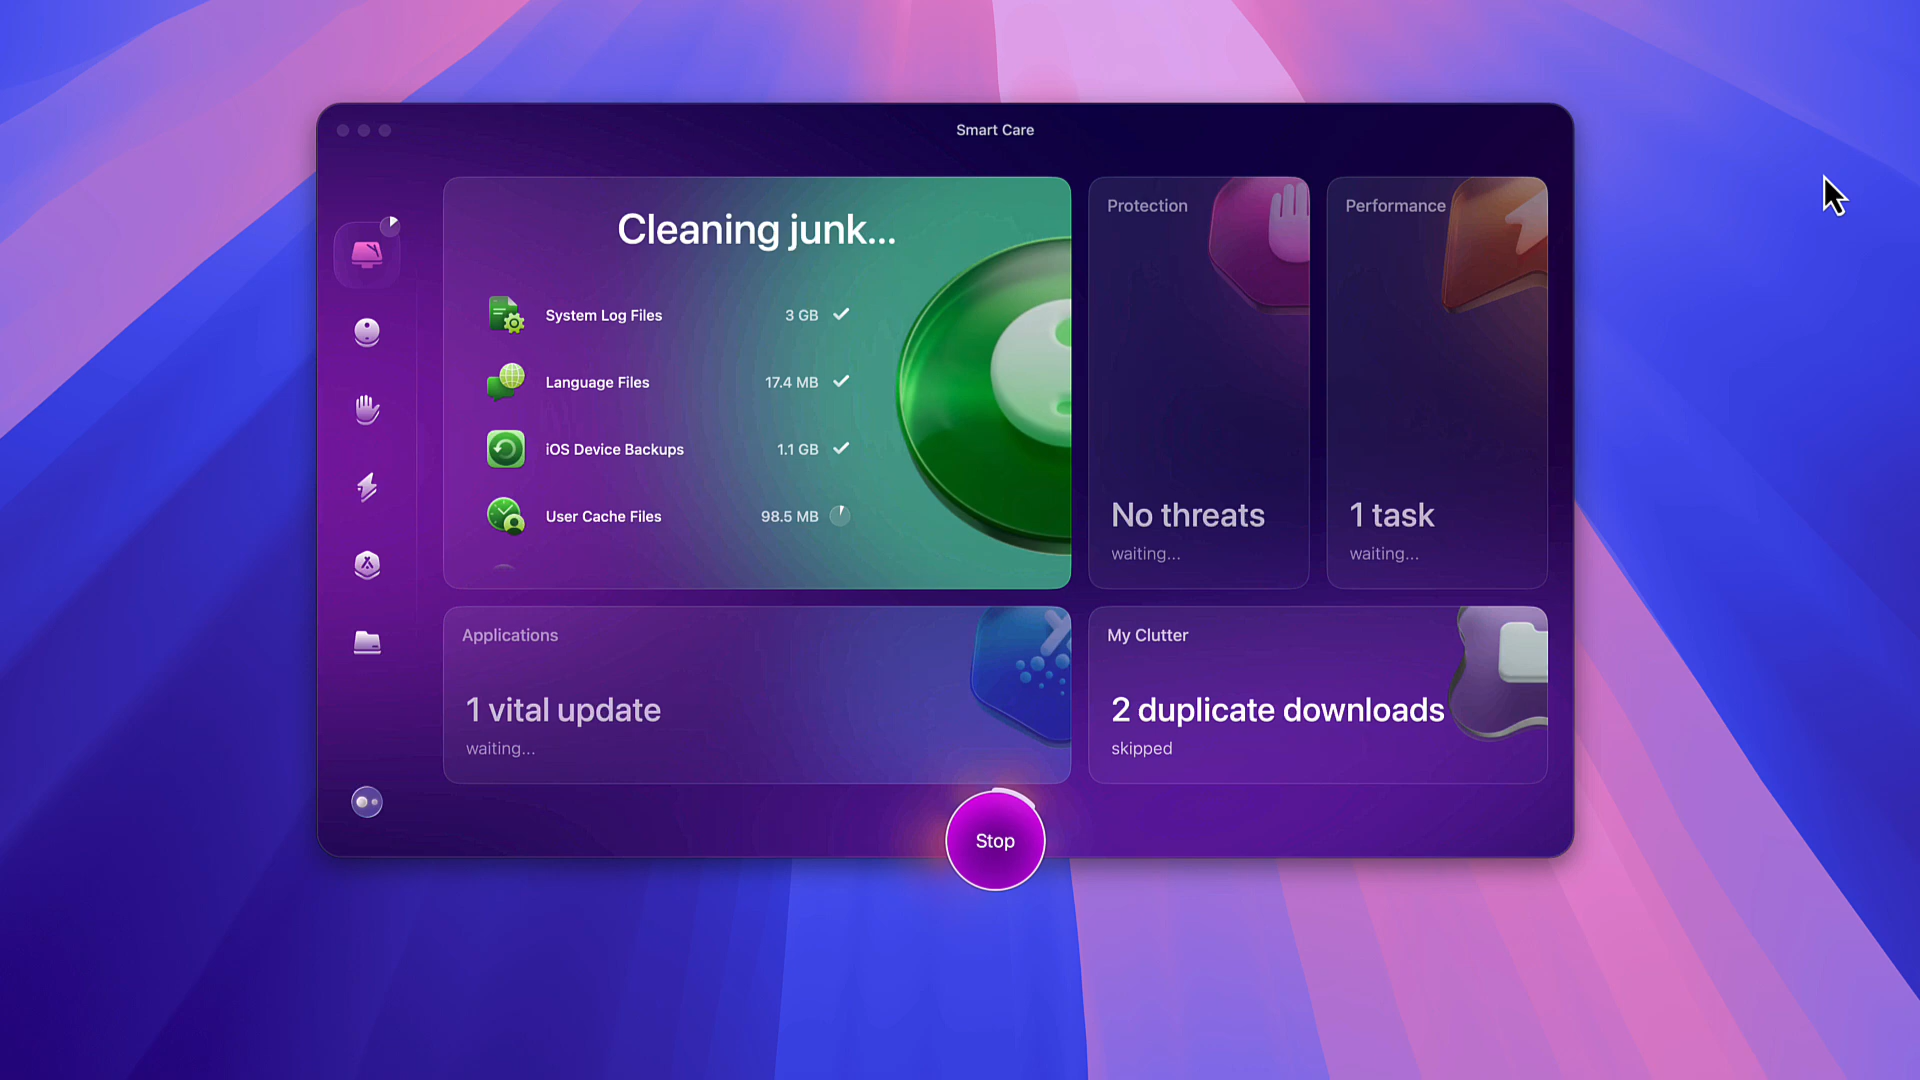 Smart Care
Cleaning junk...
System Log Files 3 GB
Language Files 17.4 MB
iOS Device Backups 1.1 GB
User Cache Files 98.5 MB
Protection
No threats
waiting...
Performance
1 task
waiting...
Applications
1 vital update
waiting...
My Clutter
2 duplicate downloads
skipped
Stop